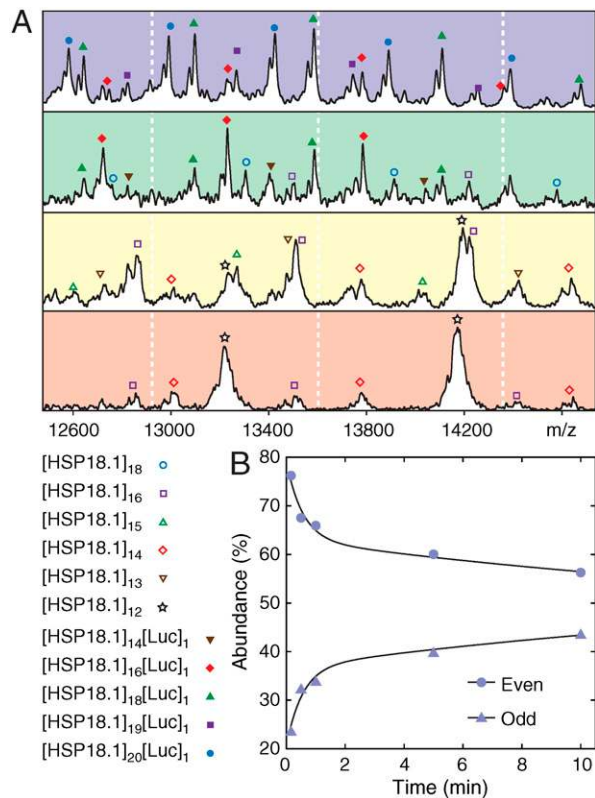 A
12600 13000 13400 13800 14200 m/z
[HSP18.1]18
[HSP18.1]16
[HSP18.1]15
[HSP18.1]14
[HSP18.1]13
[HSP18.1]12
[HSP18.1]14[Luc]1
[HSP18.1]16[Luc]1
[HSP18.1]18[Luc]1
[HSP18.1]19[Luc]1
[HSP18.1]20[Luc]1
B
Abundance (%)
80
70
60
50
40
30
20
Even
Odd
0 2 4 6 8 10
Time (min)